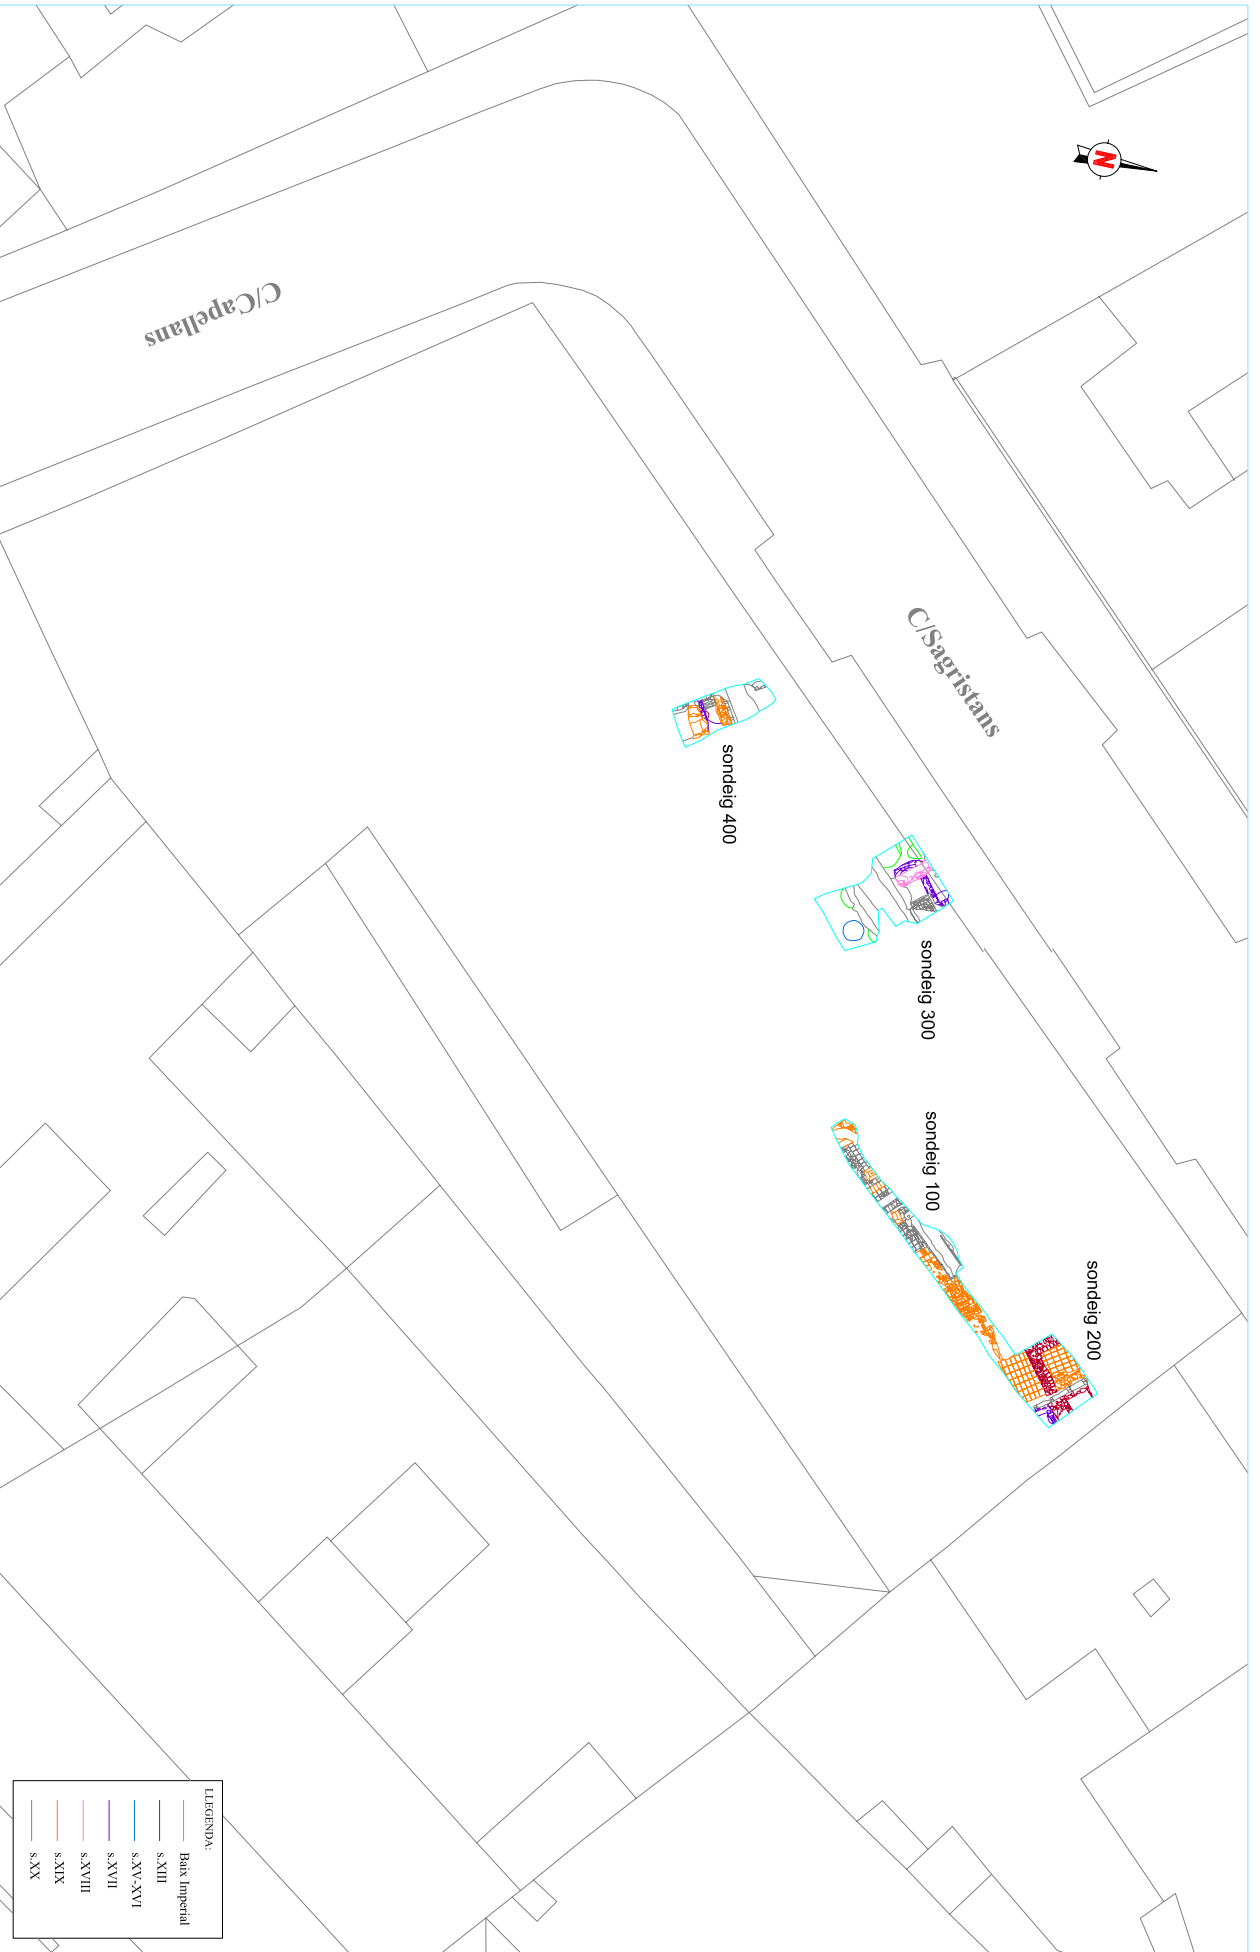 N
C/Capellans
C/Sagristans
sondeig 400
sondeig 300
sondeig 100
sondeig 200
LLEGENDA:
Baix Imperial
s.XIII
s.XV-XVI
s.XVII
s.XVIII
s.XIX
s.XX